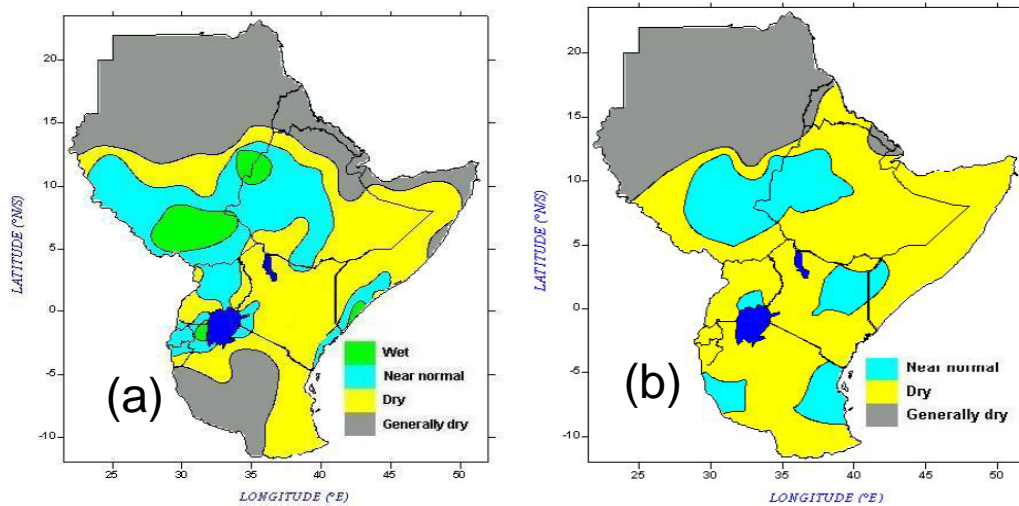 20
15
10
5
0
-5
-10
LATITUDE (°N/S)
25 30 35 40 45 50
LONGITUDE (°E)
(a)
Wet
Near normal
Dry
Generally dry
20
15
10
5
0
-5
-10
LATITUDE (°N/S)
25 30 35 40 45 50
LONGITUDE (°E)
(b)
Near normal
Dry
Generally dry